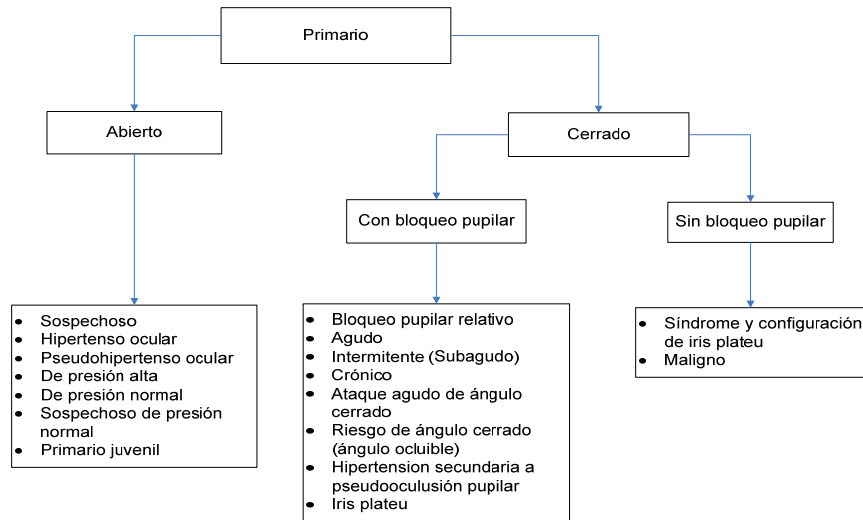 Primario
Abierto
Cerrado
Con bloqueo pupilar
Sin bloqueo pupilar
• Sospechoso
• Hipertenso ocular
• Pseudohipertenso ocular
• De presión alta
• De presión normal
• Sospechoso de presión
normal
• Primario juvenil
• Bloqueo pupilar relativo
• Agudo
• Intermitente (Subagudo)
• Crónico
• Ataque agudo de ángulo
cerrado
• Riesgo de ángulo cerrado
(ángulo ocluible)
• Hipertension secundaria a
pseudooculusión pupilar
• Iris plateu
• Síndrome y configuración
de iris plateu
• Maligno